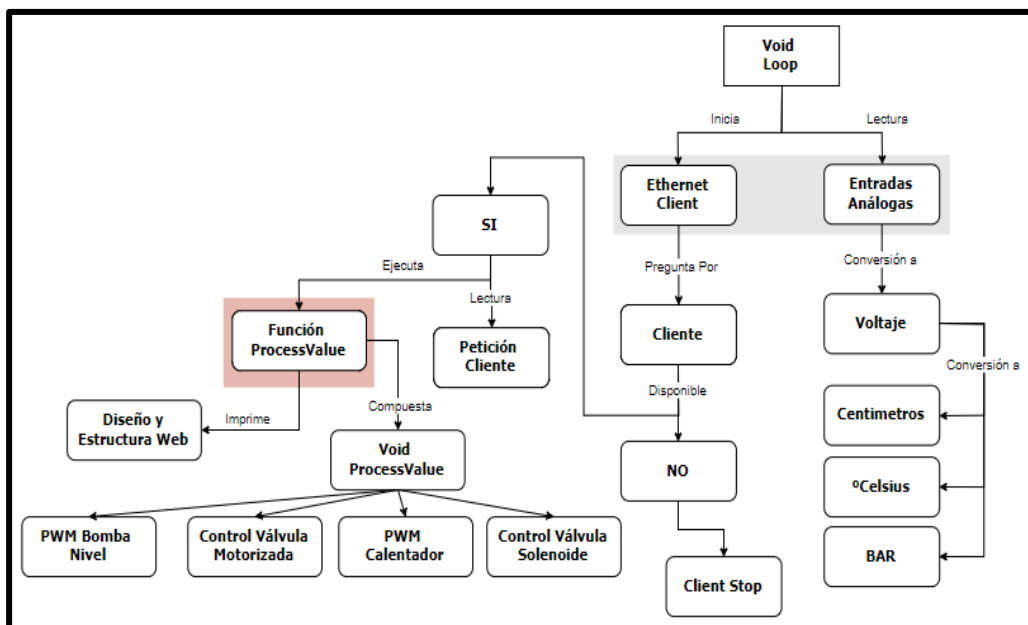 Void
Loop
Inicia
Lectura
Ethernet
Client
Entradas
Análogas
SI
Ejecuta
Pregunta Por
Conversión a
Lectura
Función
ProcessValue
Petición
Cliente
Cliente
Voltaje
Conversión a
Disponible
Compuesta
Imprime
Diseño y
Estructura Web
Centimetros
Void
ProcessValue
NO
ºCelsius
PWM Bomba
Nivel
Control Válvula
Motorizada
PWM
Calentador
Control Válvula
Solenoide
BAR
Client Stop